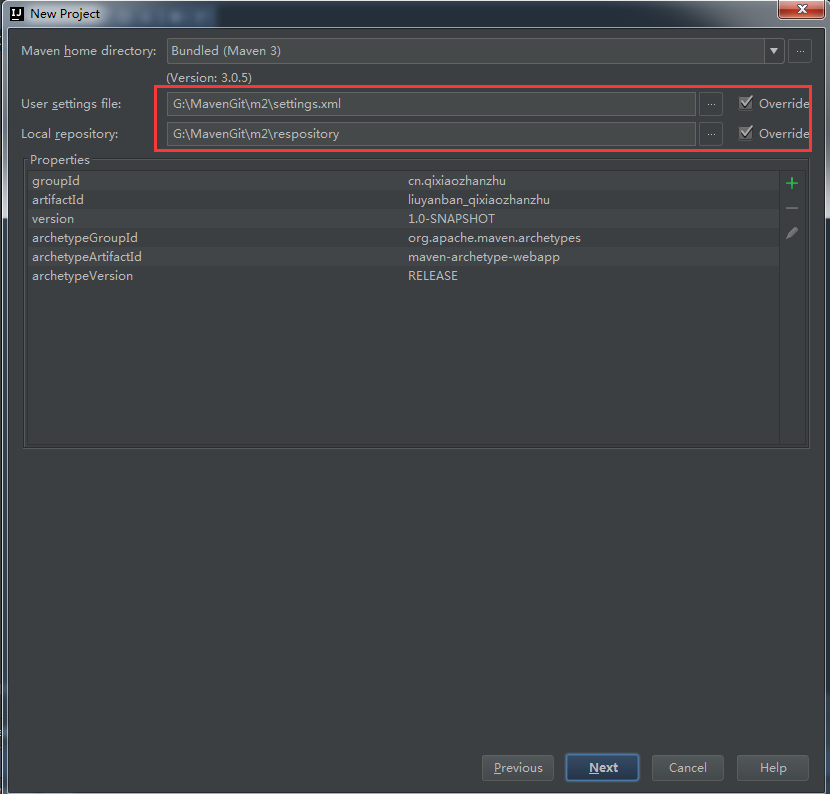 New Project
Maven home directory: Bundled (Maven 3)
(Version: 3.0.5)
User settings file: G:\MavenGit\m2\settings.xml ... Override
Local repository: G:\MavenGit\m2\respository ... Override
Properties
groupId cn.qixiaozhanzhu
artifactId liuyanban_qixiaozhanzhu
version 1.0-SNAPSHOT
archetypeGroupId org.apache.maven.archetypes
archetypeArtifactId maven-archetype-webapp
archetypeVersion RELEASE
Previous Next Cancel Help